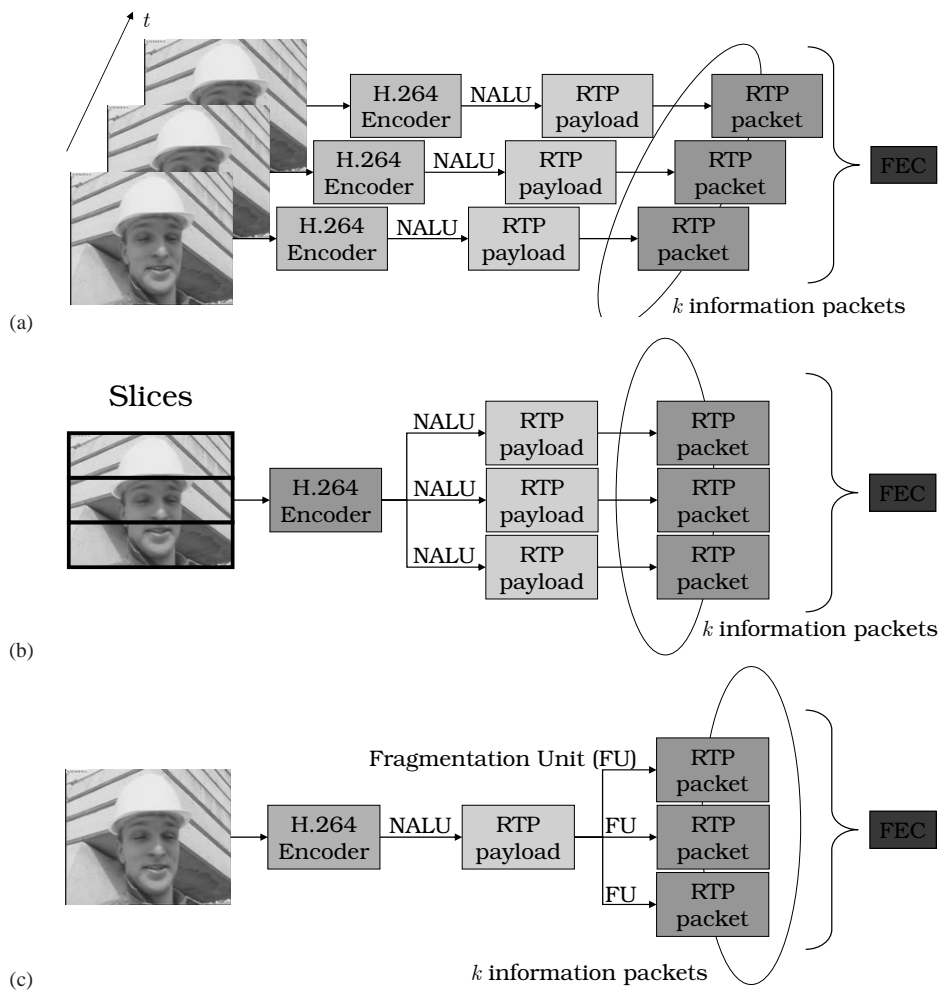 t
H.264
Encoder
NALU
RTP
payload
RTP
packet
H.264
Encoder
NALU
RTP
payload
RTP
packet
FEC
H.264
Encoder
NALU
RTP
payload
RTP
packet
k information packets
(a)
Slices
NALU
RTP
payload
RTP
packet
H.264
Encoder
NALU
RTP
payload
RTP
packet
FEC
NALU
RTP
payload
RTP
packet
k information packets
(b)
Fragmentation Unit (FU)
RTP
packet
H.264
Encoder
NALU
RTP
payload
FU
RTP
packet
FEC
FU
RTP
packet
k information packets
(c)